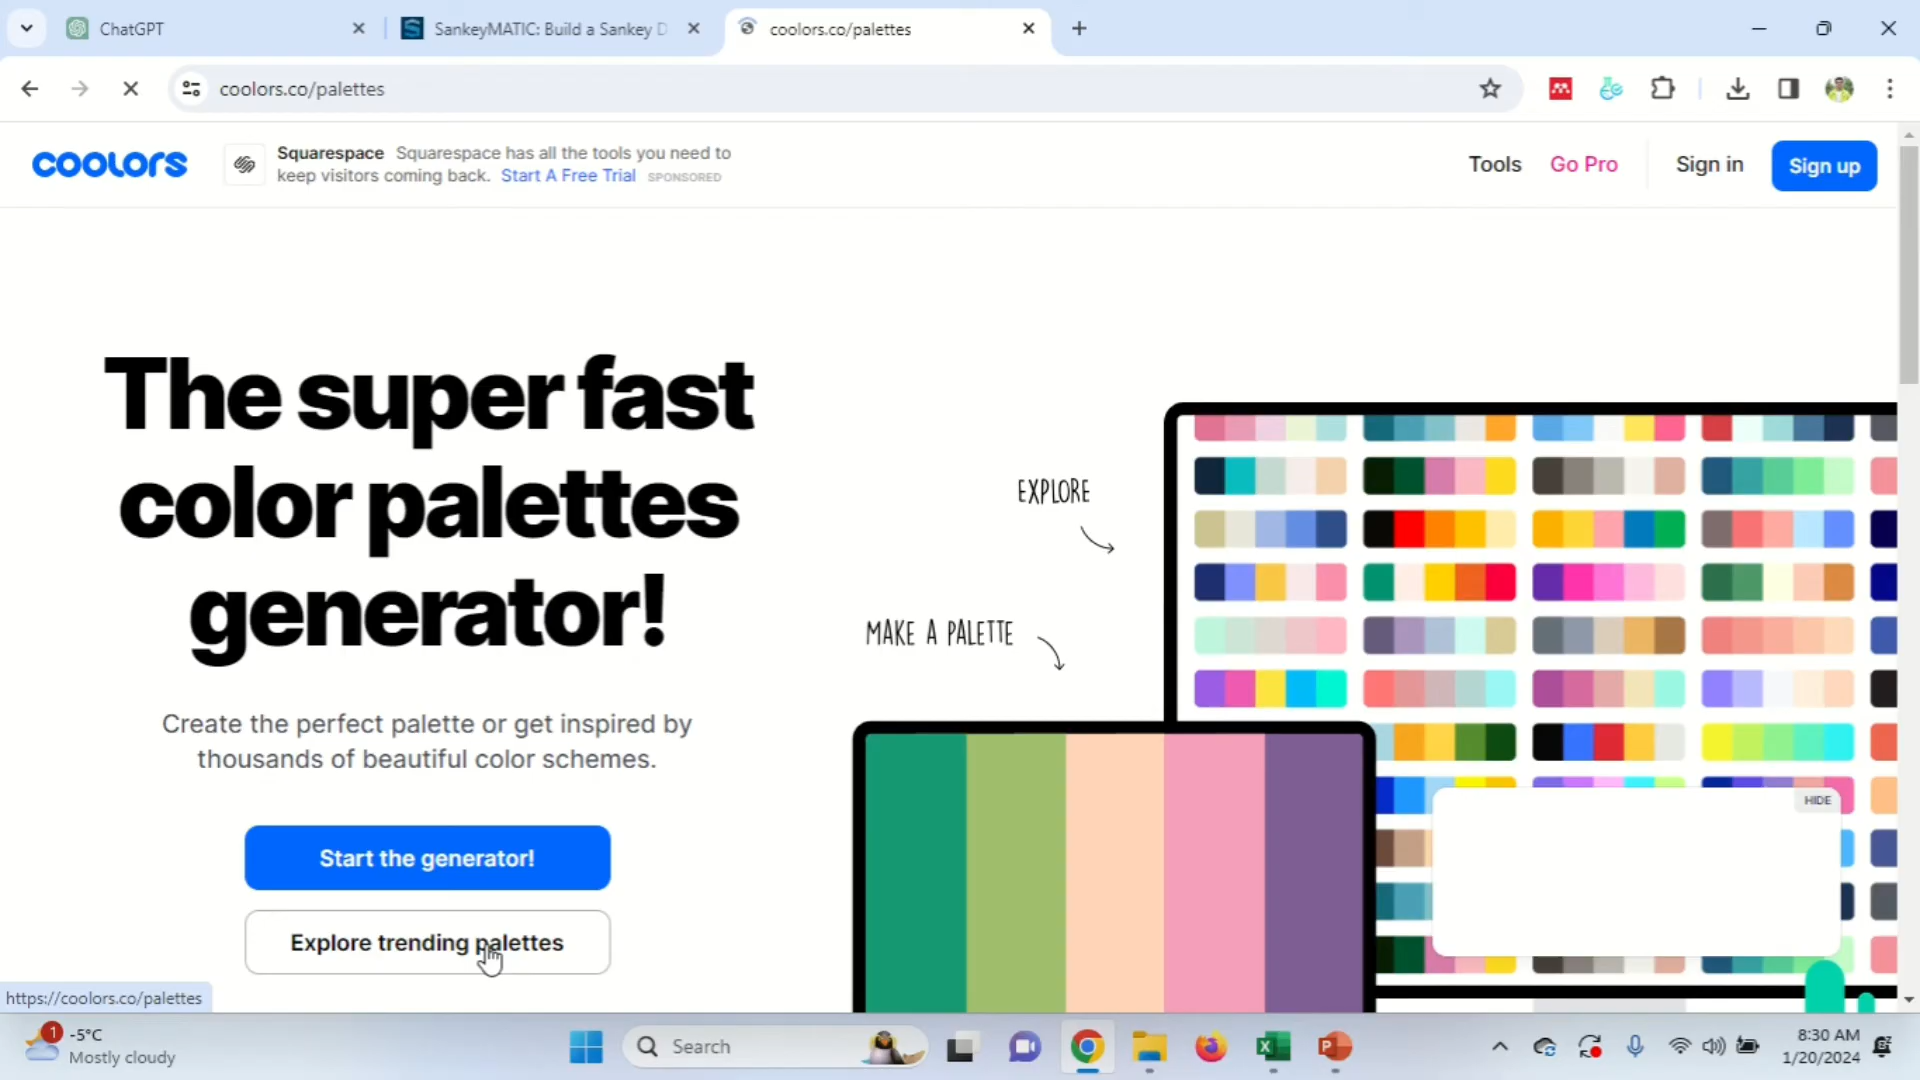 ChatGPT
SankeyMATIC: Build a Sankey D
coolors.co/palettes
coolors.co/palettes
coolors
Squarespace Squarespace has all the tools you need to
keep visitors coming back. Start A Free Trial SPONSORED
Tools
Go Pro
Sign in
Sign up
The super fast
color palettes
generator!
Create the perfect palette or get inspired by
thousands of beautiful color schemes.
Start the generator!
Explore trending palettes
EXPLORE
MAKE A PALETTE
HIDE
https://coolors.co/palettes
1
-5°C
Mostly cloudy
Search
8:30 AM
1/20/2024